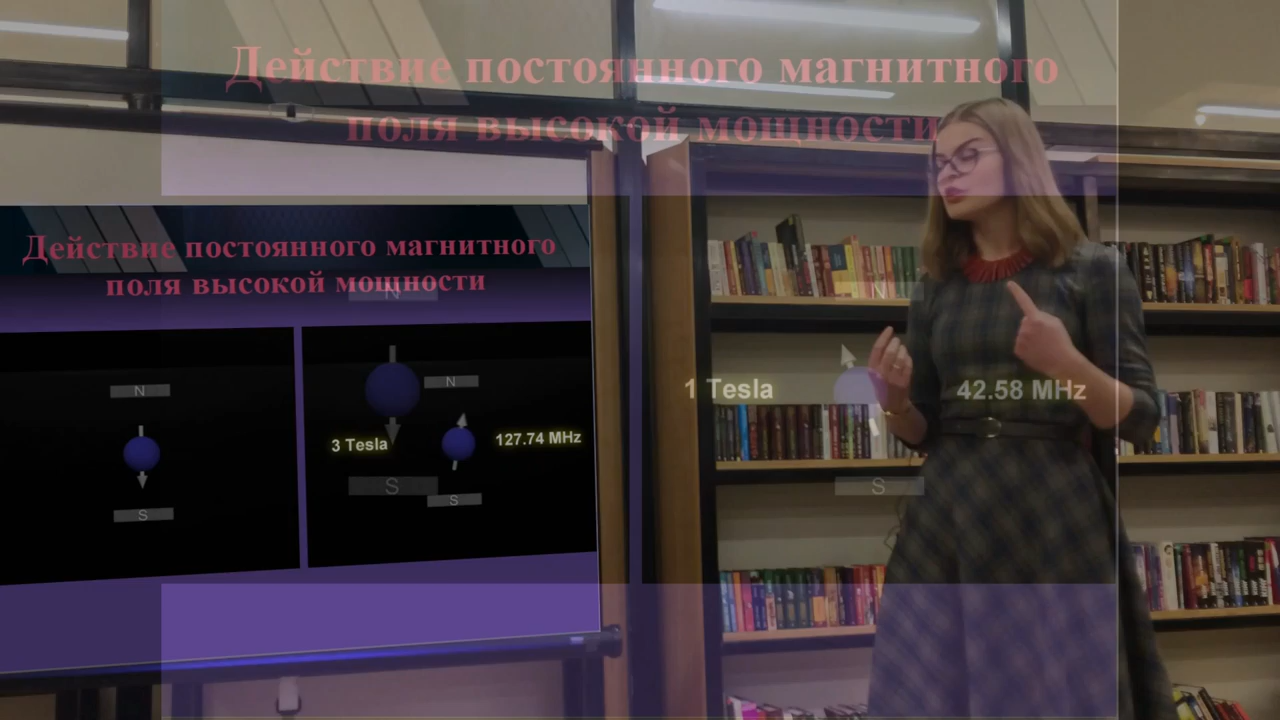 Действие постоянного магнитного
поля высокой мощности
Действие постоянного магнитного
поля высокой мощности
N
S
N
3 Tesla
127.74 MHz
S
N
S
N
1 Tesla
42.58 MHz
S